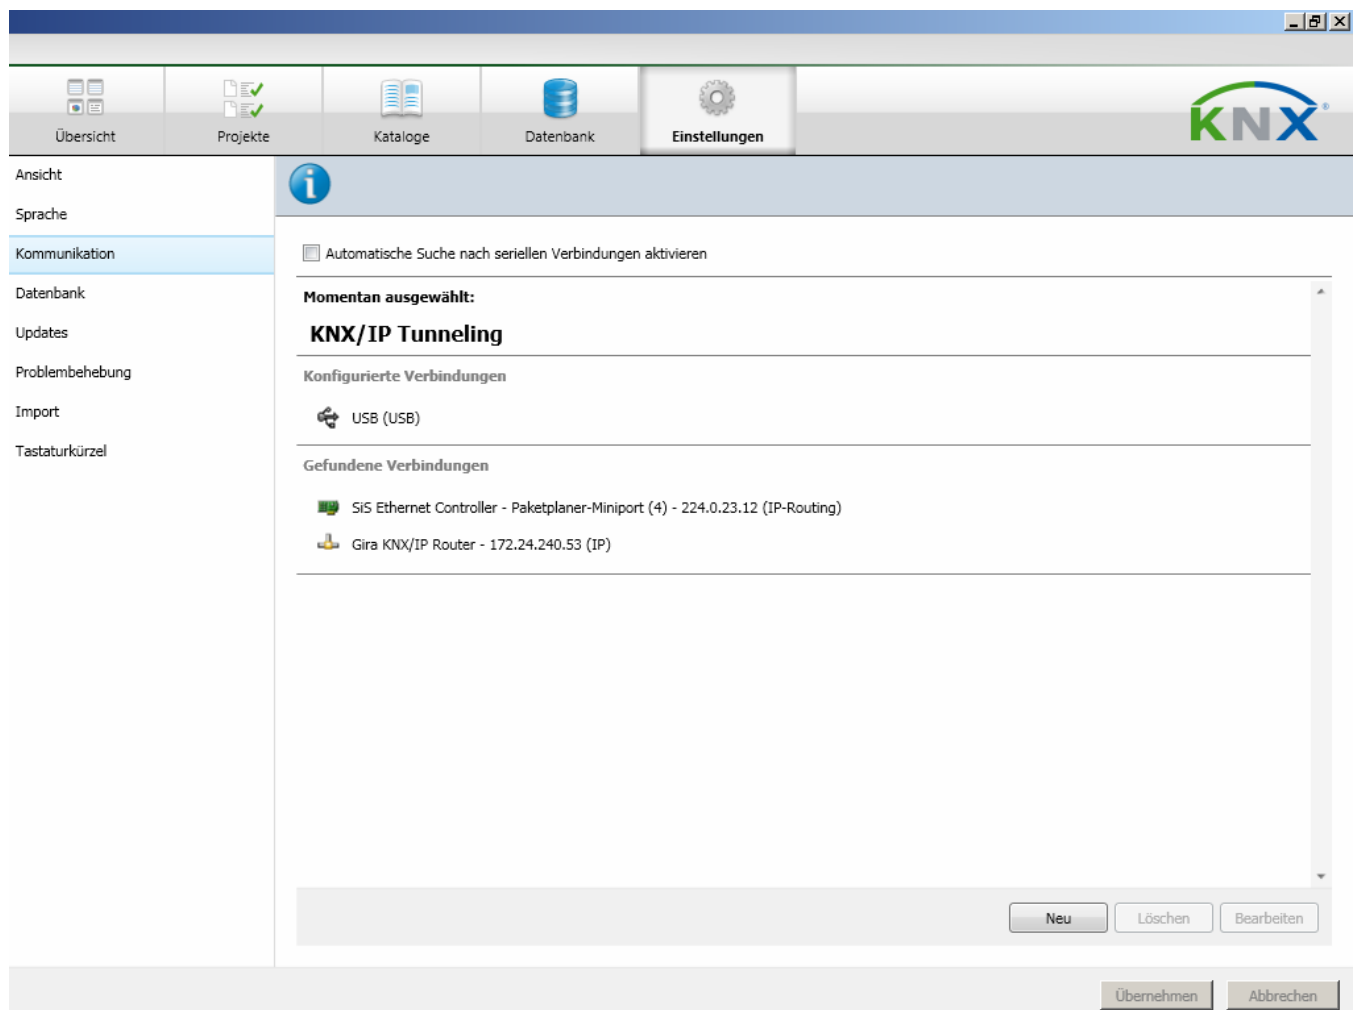 Übersicht
Projekte
Kataloge
Datenbank
Einstellungen
KNX®
Ansicht
Sprache
Kommunikation
Datenbank
Updates
Problembehebung
Import
Tastaturkürzel
Automatische Suche nach seriellen Verbindungen aktivieren
Momentan ausgewählt:
KNX/IP Tunneling
Konfigurierte Verbindungen
USB (USB)
Gefundene Verbindungen
SiS Ethernet Controller - Paketplaner-Miniport (4) - 224.0.23.12 (IP-Routing)
Gira KNX/IP Router - 172.24.240.53 (IP)
Neu
Löschen
Bearbeiten
Übernehmen
Abbrechen